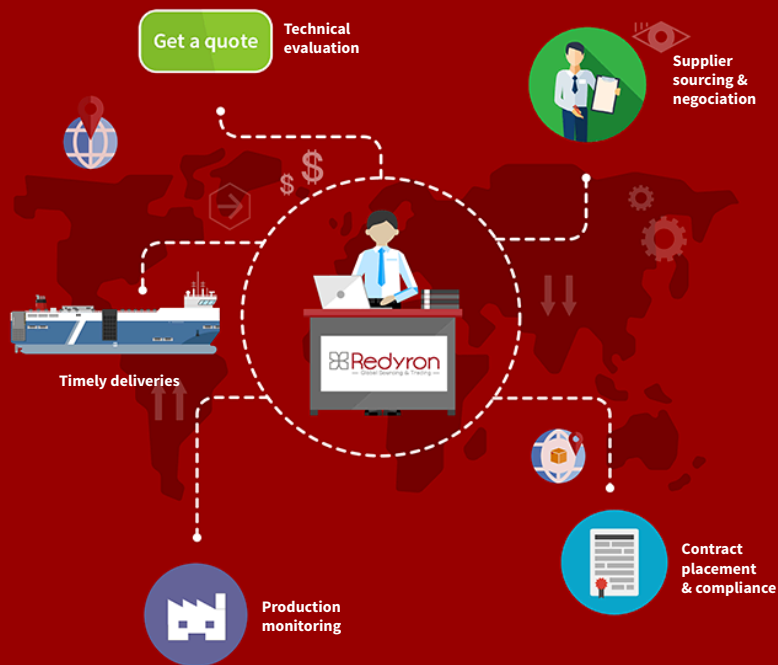 Get a quote
Technical
evaluation
Supplier
sourcing &
negociation
$
$
Timely deliveries
Redyron
Global Sourcing & Trading
Contract
placement
& compliance
Production
monitoring